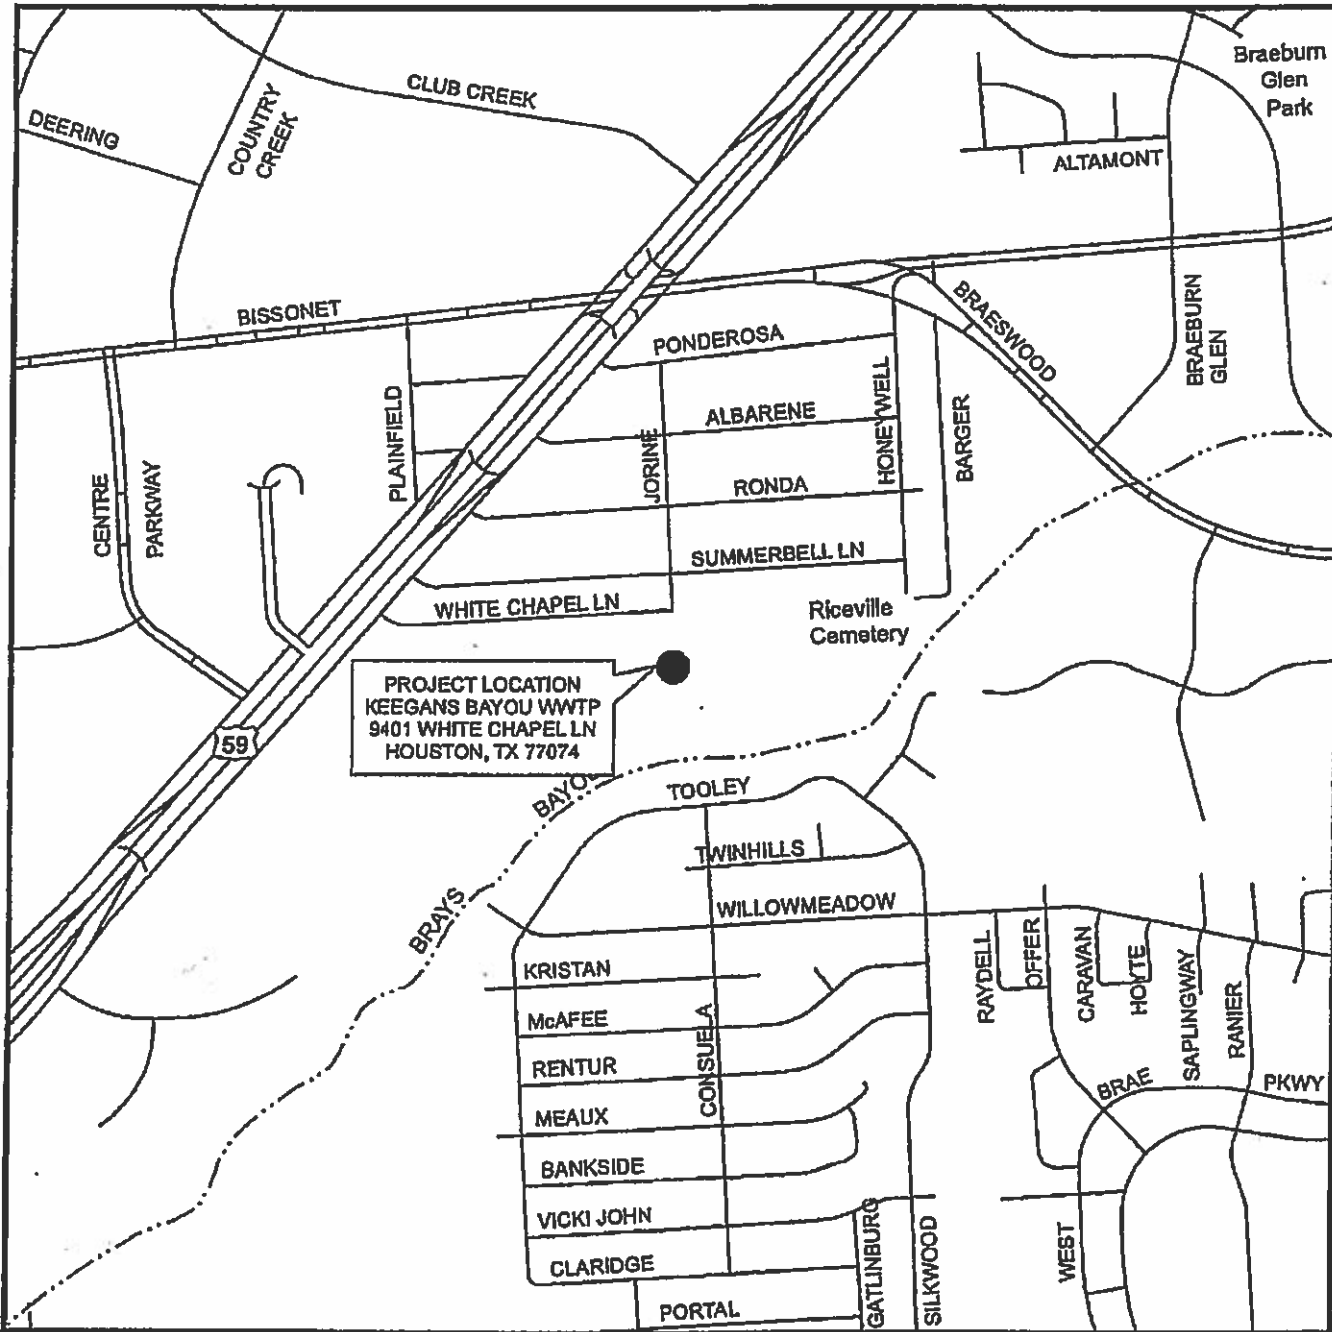 Braeburn
Glen
Park
CLUB CREEK
COUNTRY
CREEK
DEERING
ALTAMONT
BISSONET
BRAESWOOD
BRAEBURN
GLEN
PONDEROSA
PLAINFIELD
ALBARENE
HONEYWELL
BARGER
JORINE
RONDA
CENTRE
PARKWAY
SUMMERBELL LN
WHITE CHAPEL LN
Riceville
Cemetery
PROJECT LOCATION
KEEGANS BAYOU WWTP
9401 WHITE CHAPEL LN
HOUSTON, TX 77074
59
BRAYS
BAYOU
TOOLEY
TWINHILLS
WILLOWMEADOW
KRISTAN
McAFEE
RENTUR
MEAUX
BANKSIDE
VICKI JOHN
CLARIDGE
PORTAL
CONSUELA
GATLINBURG
SILKWOOD
RAYDELL
OFFER
CARAVAN
HOYTE
SAPLINGWAY
RANIER
WEST
BRAE
PKWY